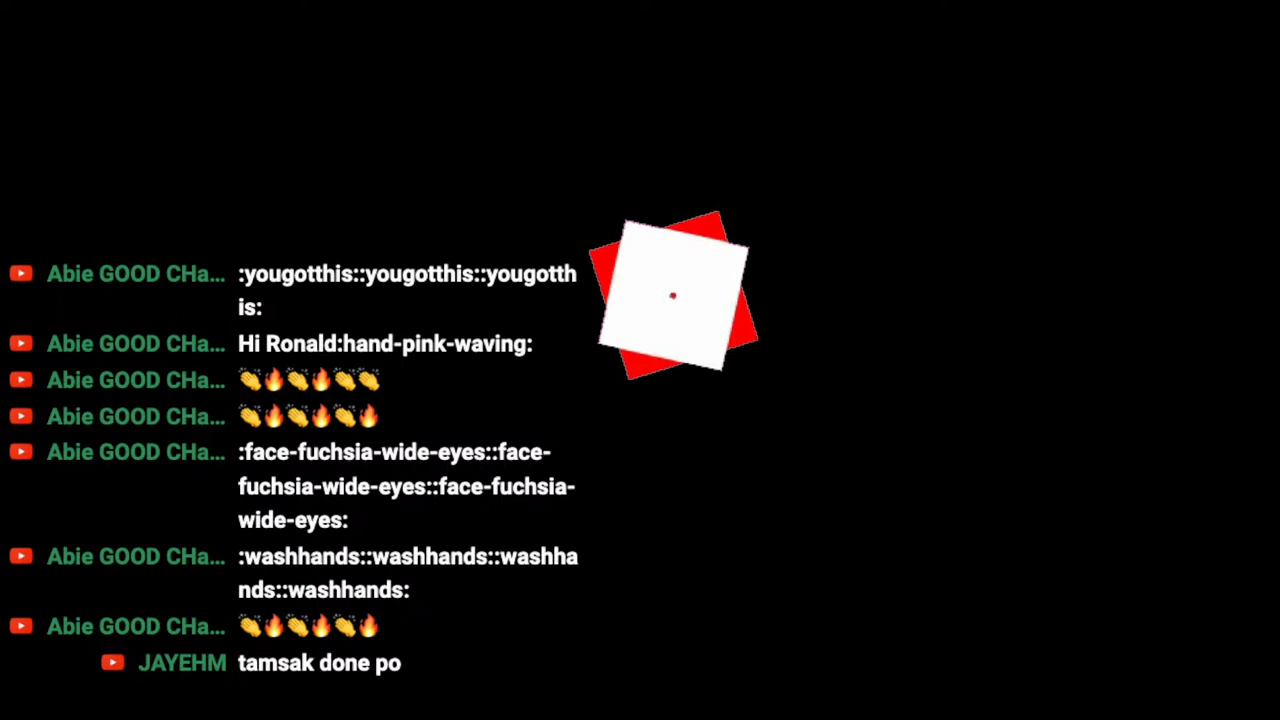 Abie GOOD CHa... :yougotthis::yougotthis::yougotth
is:
Abie GOOD CHa... Hi Ronald:hand-pink-waving:
Abie GOOD CHa... 👏🔥👏🔥👏👏
Abie GOOD CHa... 👏🔥👏🔥👏🔥
Abie GOOD CHa... :face-fuchsia-wide-eyes::face-
fuchsia-wide-eyes::face-fuchsia-
wide-eyes:
Abie GOOD CHa... :washhands::washhands::washha
nds::washhands:
Abie GOOD CHa... 👏🔥👏🔥👏🔥
JAYEHM tamsak done po